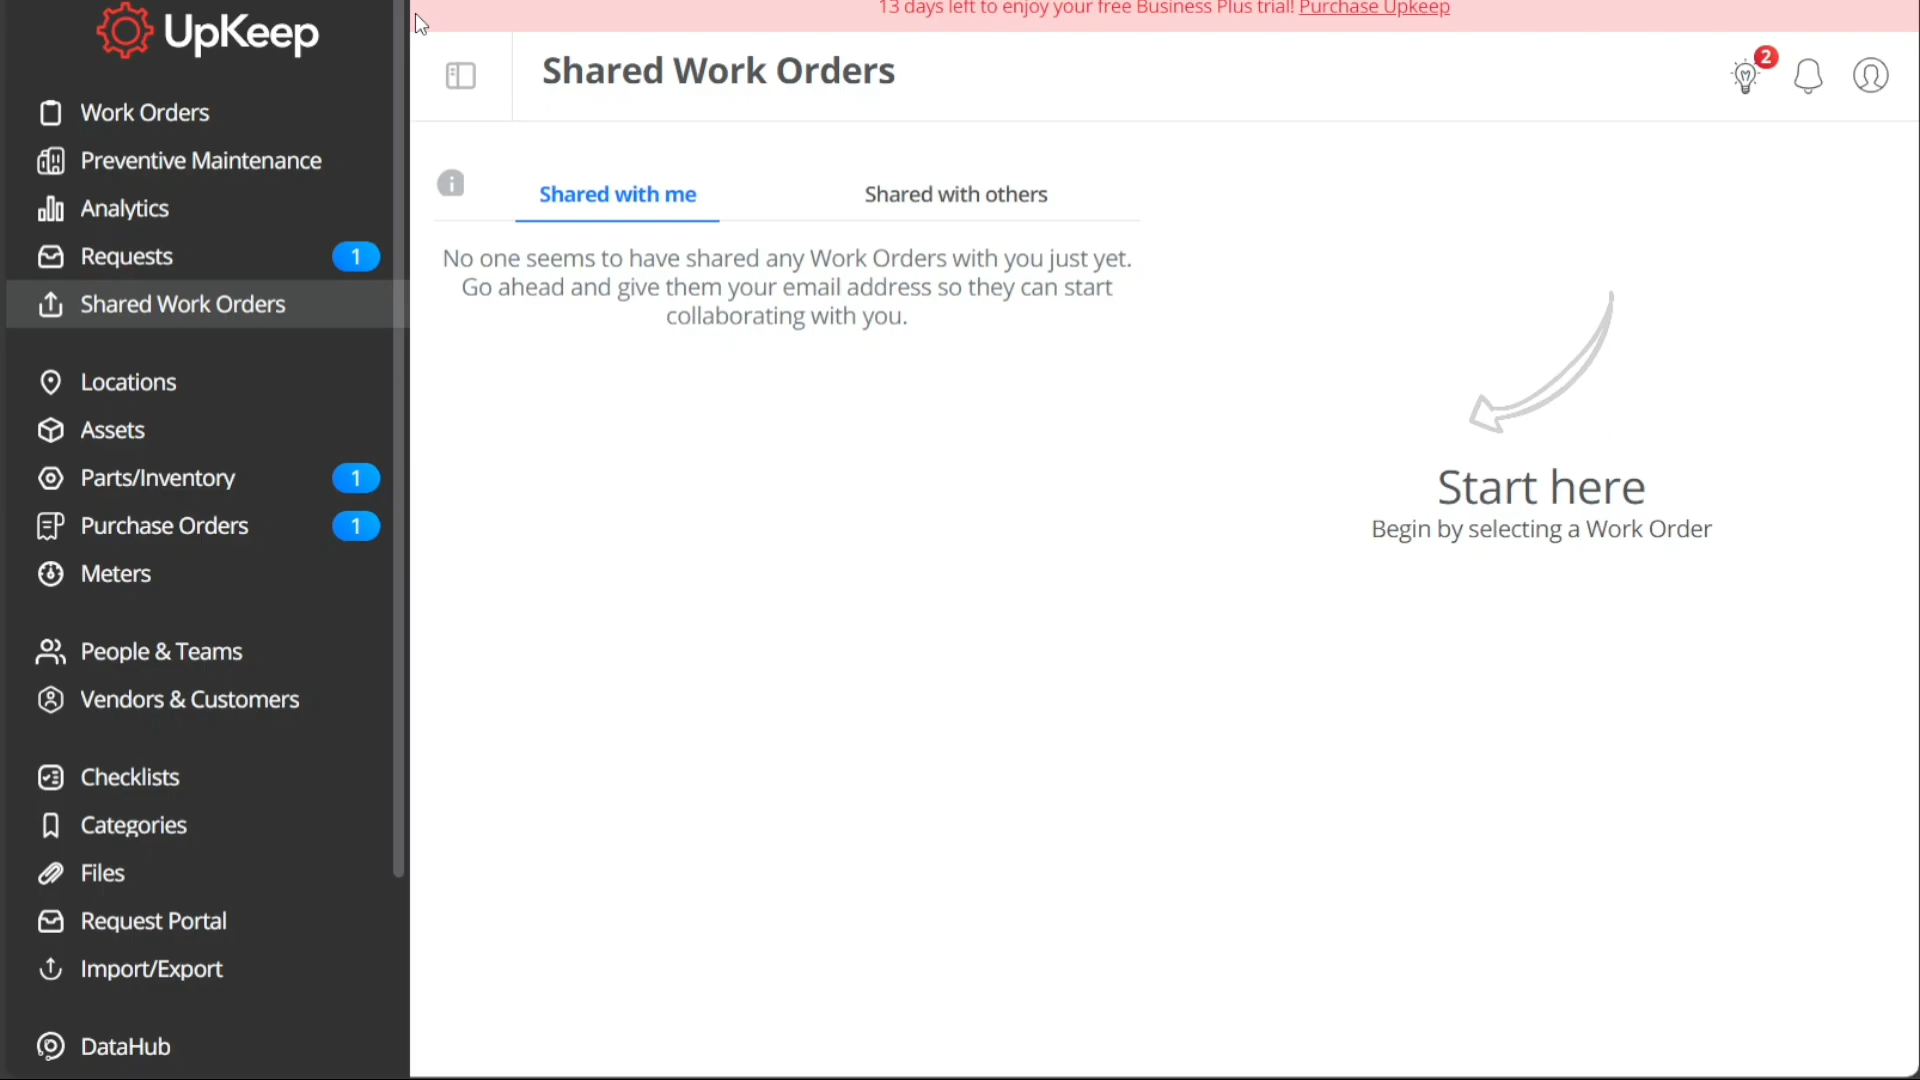 13 days left to enjoy your free Business Plus trial! Purchase Upkeep
UpKeep
Work Orders
Preventive Maintenance
Analytics
Requests 1
Shared Work Orders
Locations
Assets
Parts/Inventory 1
Purchase Orders 1
Meters
People & Teams
Vendors & Customers
Checklists
Categories
Files
Request Portal
Import/Export
DataHub
Shared Work Orders
2
Shared with me
Shared with others
No one seems to have shared any Work Orders with you just yet.
Go ahead and give them your email address so they can start
collaborating with you.
Start here
Begin by selecting a Work Order